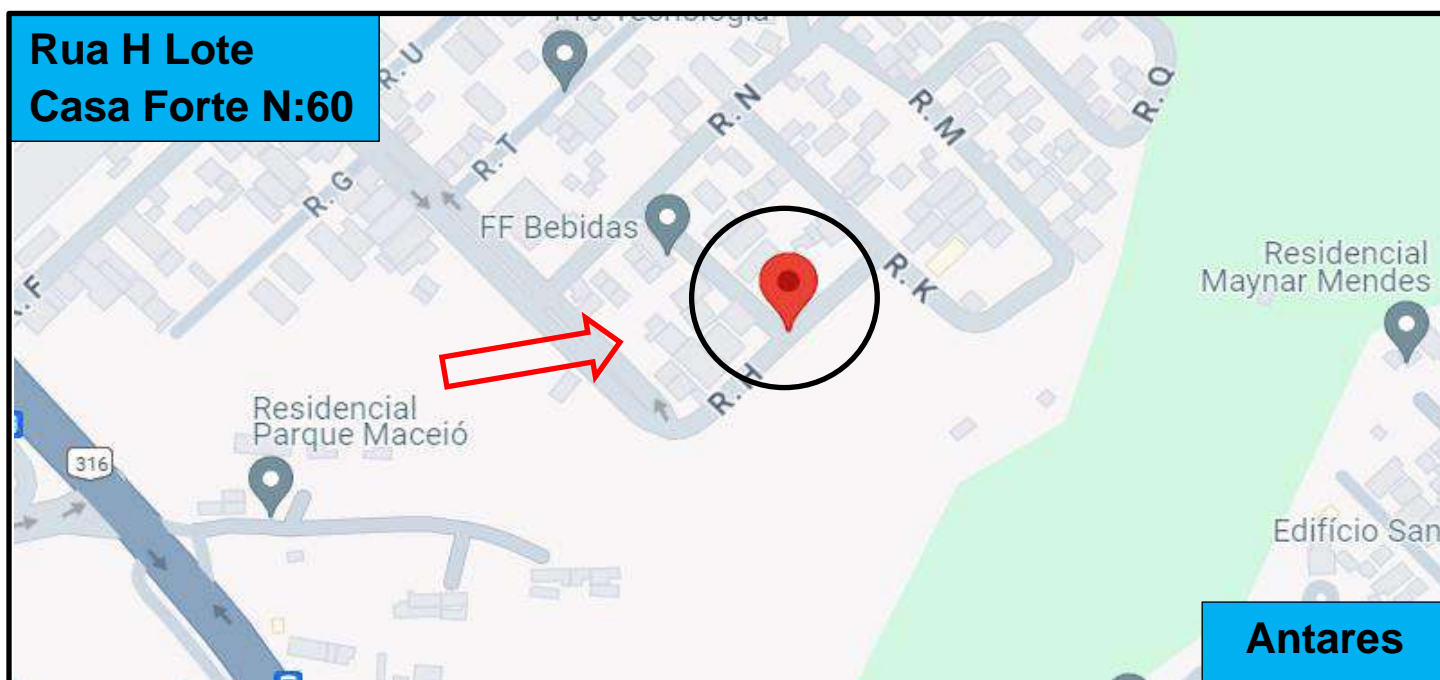 Rua H Lote
Casa Forte N:60
R. U
R. N
R. M
R. Q
R. T
R. G
FF Bebidas
R. K
Residencial
Maynar Mendes
R. H
Residencial
Parque Maceió
316
Edifício San
Antares